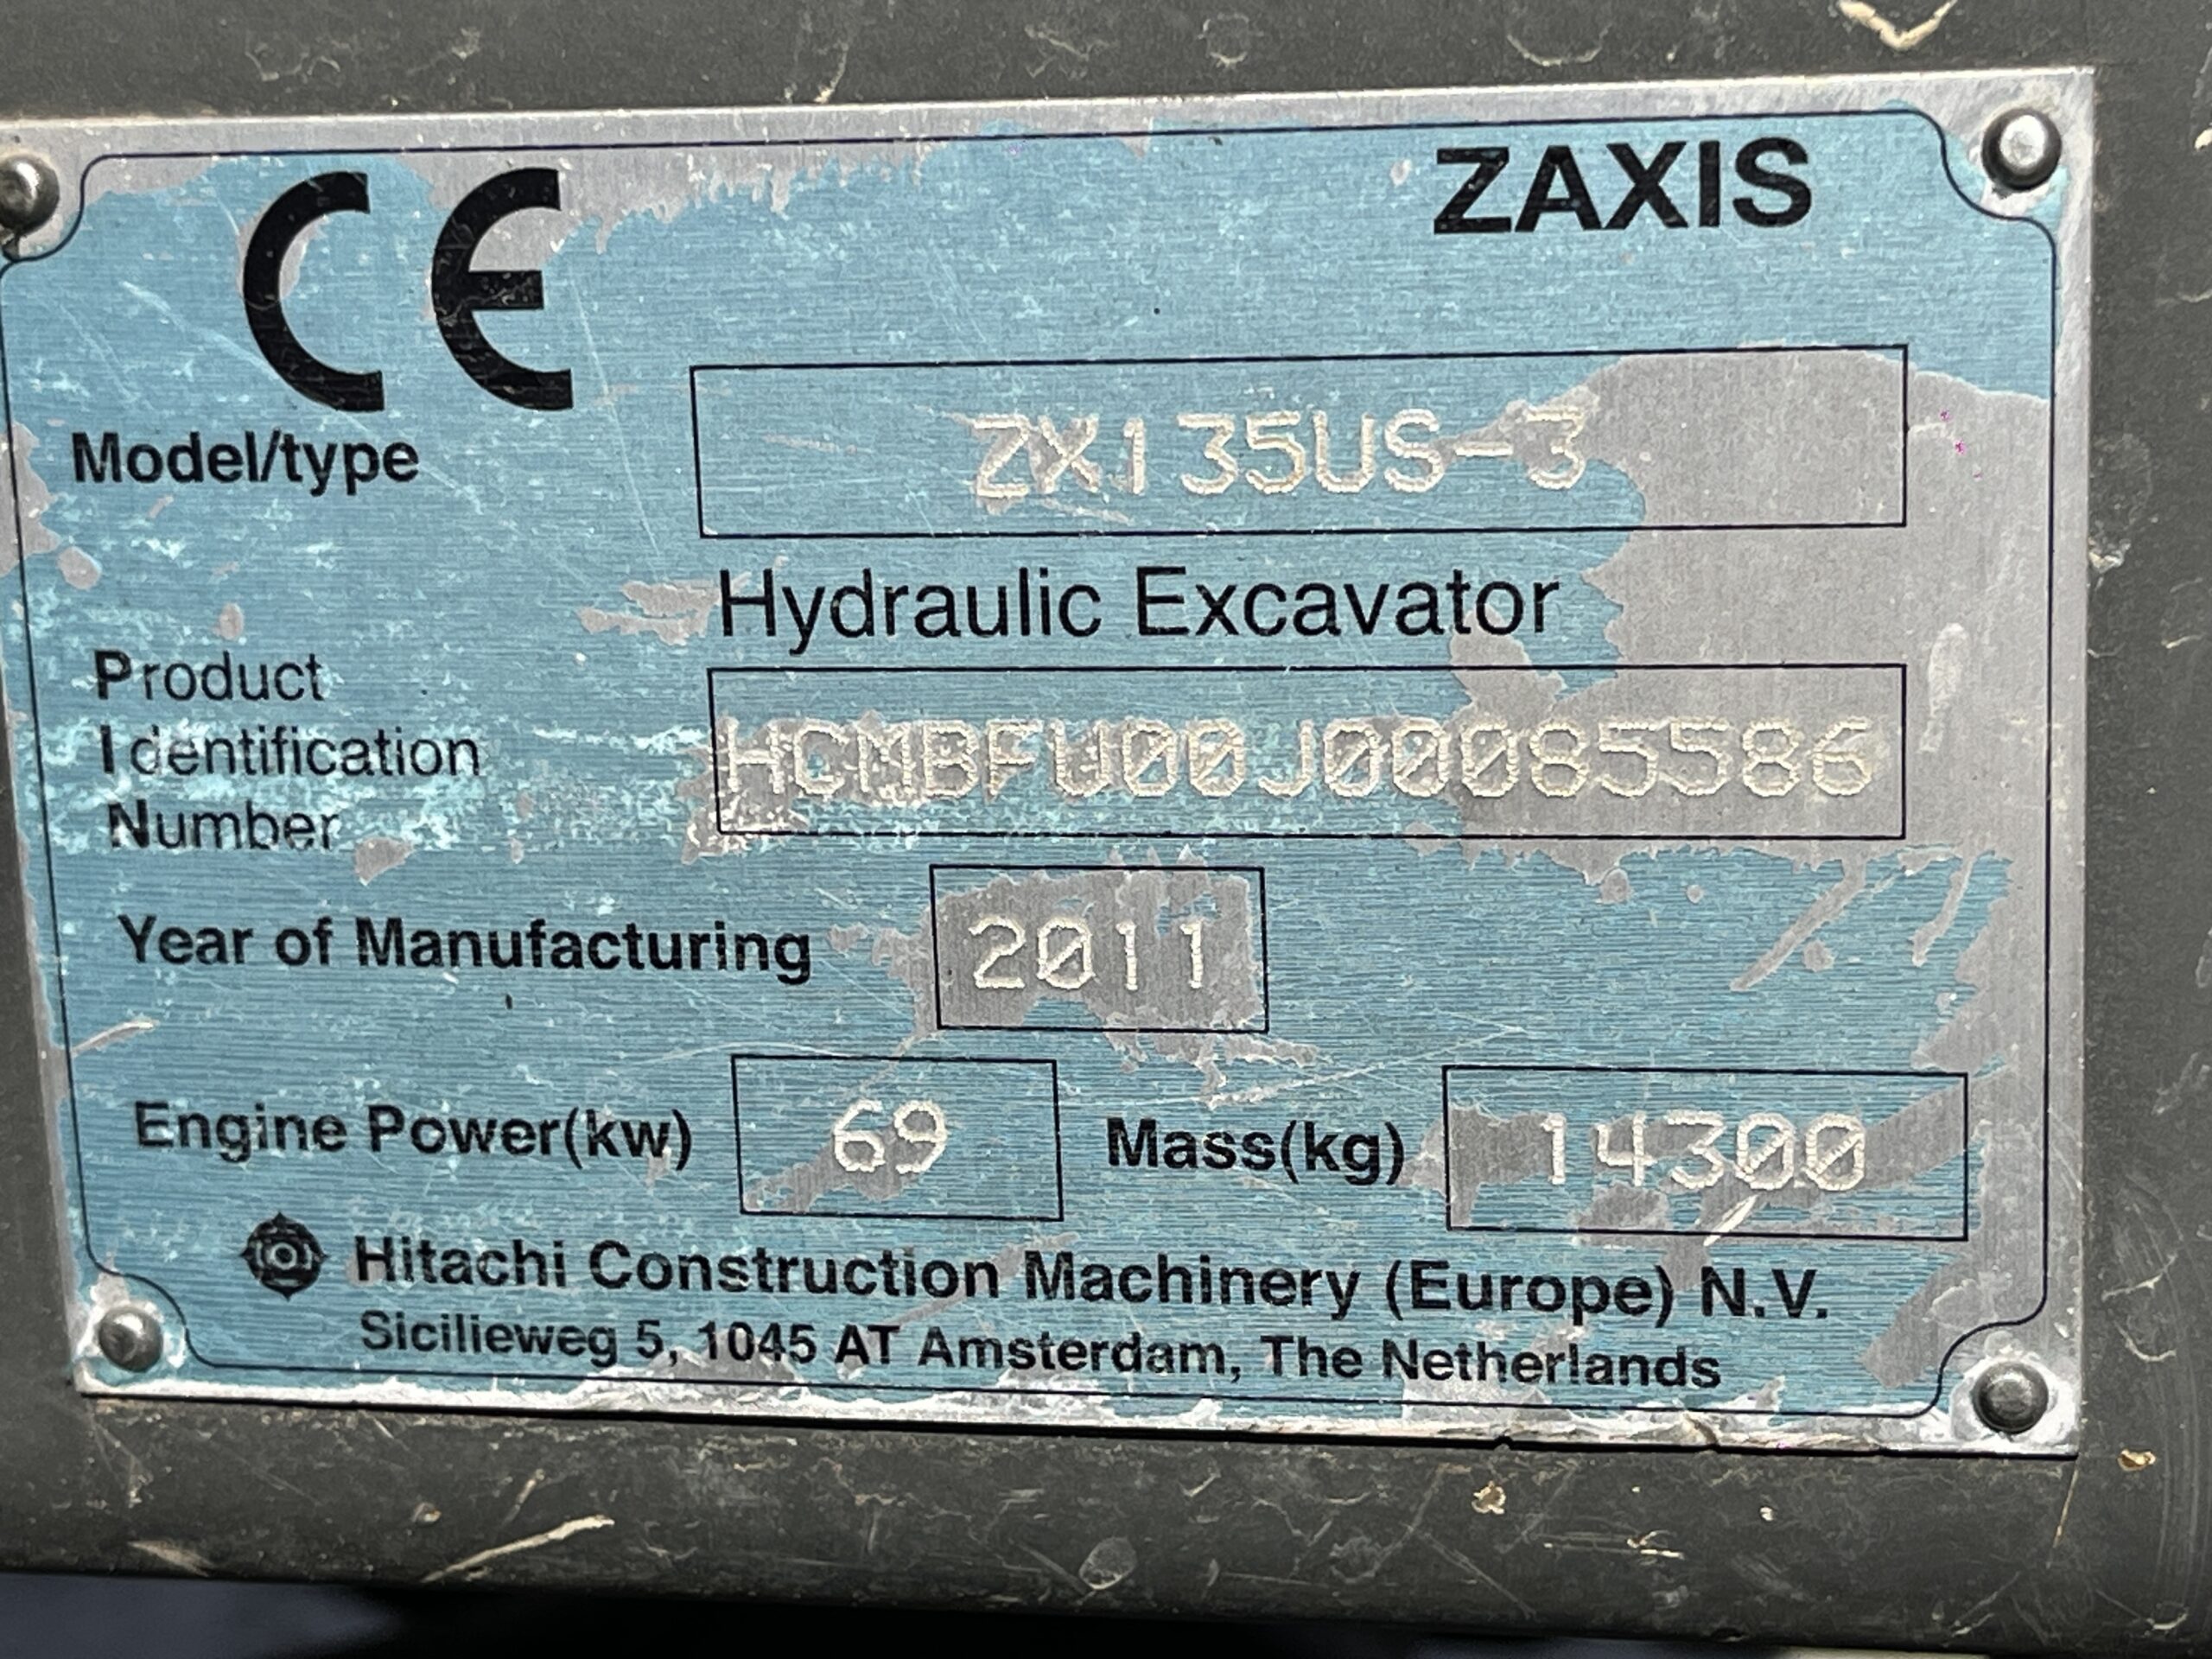 CE
ZAXIS
Model/type ZX135US-3
Hydraulic Excavator
Product
Identification
Number
HCMBFU00J00085586
Year of Manufacturing 2011
Engine Power(kw) 69 Mass(kg) 14300
Hitachi Construction Machinery (Europe) N.V.
Sicilieweg 5, 1045 AT Amsterdam, The Netherlands